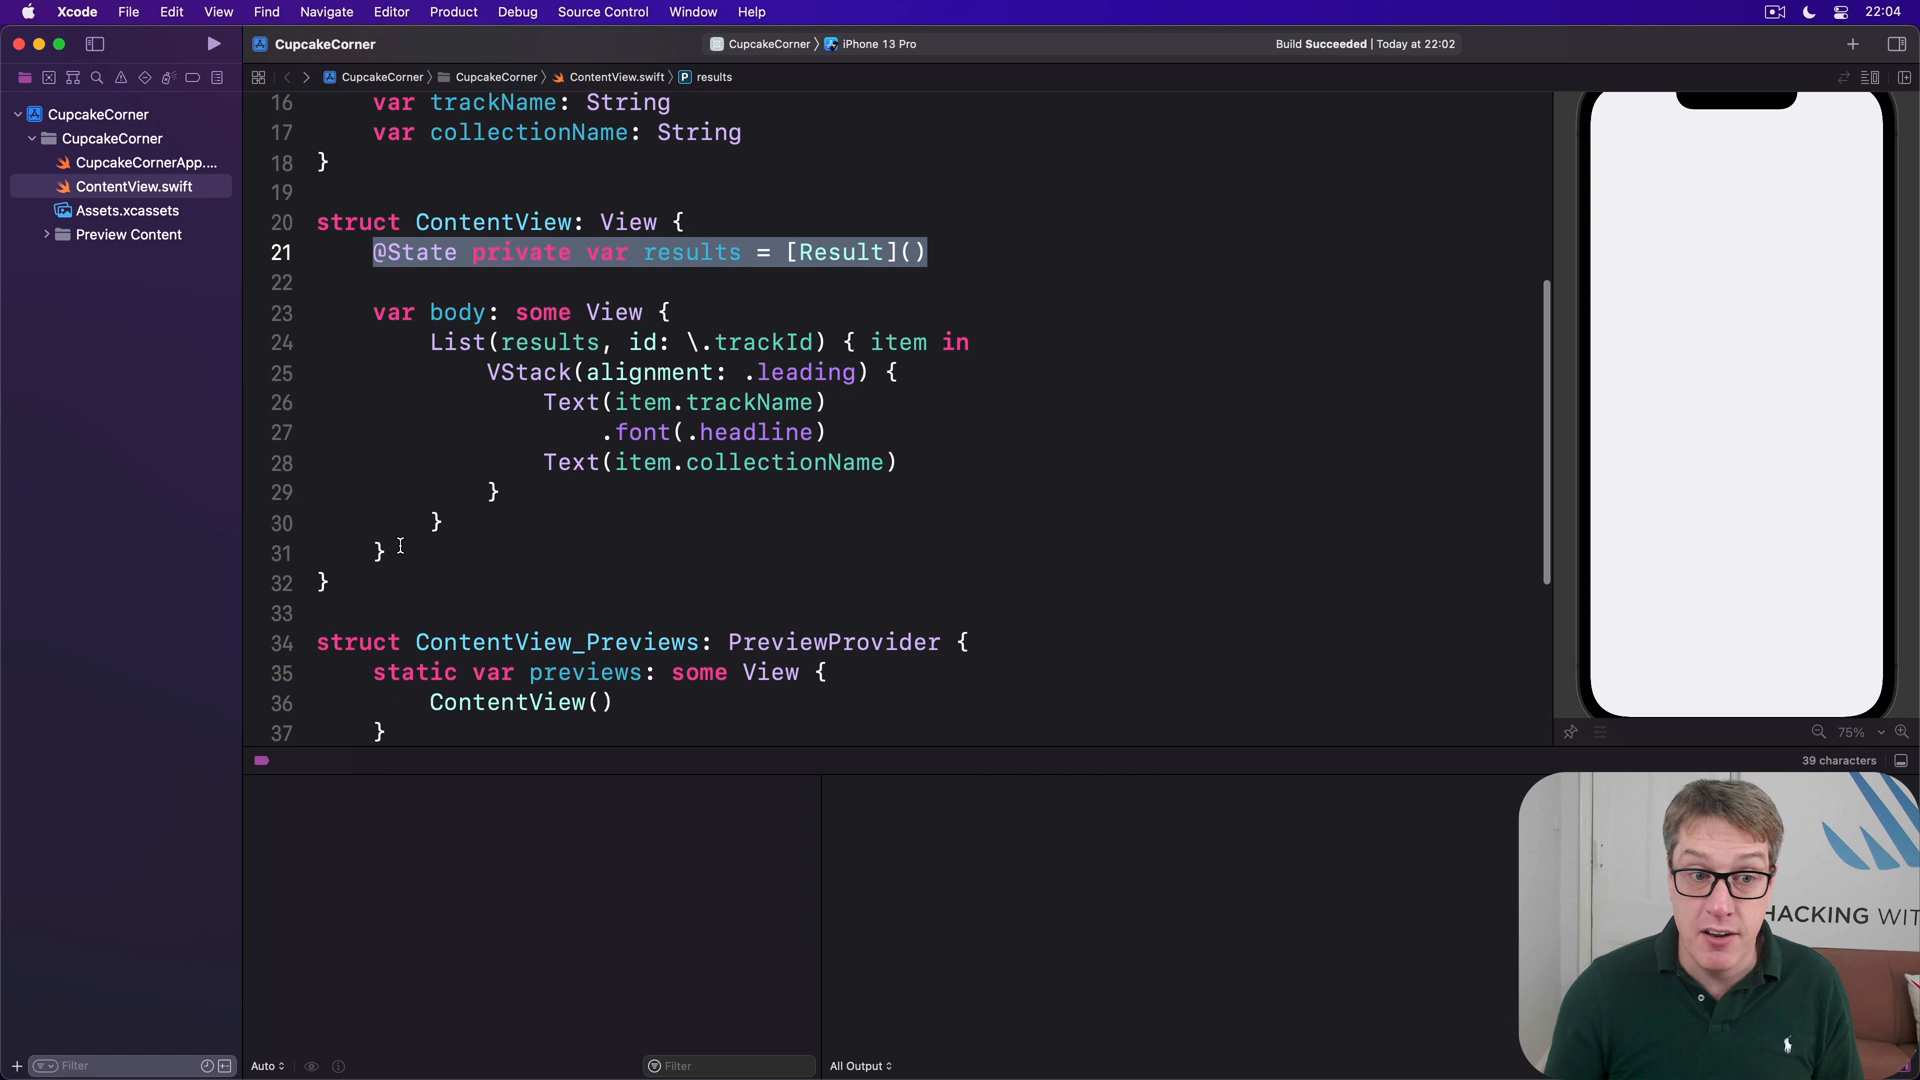 Xcode File Edit View Find Navigate Editor Product Debug Source Control Window Help 22:04
CupcakeCorner CupcakeCorner iPhone 13 Pro Build Succeeded | Today at 22:02
CupcakeCorner CupcakeCorner ContentView.swift P results
CupcakeCorner
CupcakeCorner
CupcakeCornerApp....
ContentView.swift
Assets.xcassets
Preview Content
16 var trackName: String
17 var collectionName: String
18 }
19
20 struct ContentView: View {
21 @State private var results = [Result]()
22
23 var body: some View {
24 List(results, id: \.trackId) { item in
25 VStack(alignment: .leading) {
26 Text(item.trackName)
27 .font(.headline)
28 Text(item.collectionName)
29 }
30 }
31 }
32 }
33
34 struct ContentView_Previews: PreviewProvider {
35 static var previews: some View {
36 ContentView()
37 }
75%
39 characters
HACKING WIT
Filter
Auto
Filter
All Output